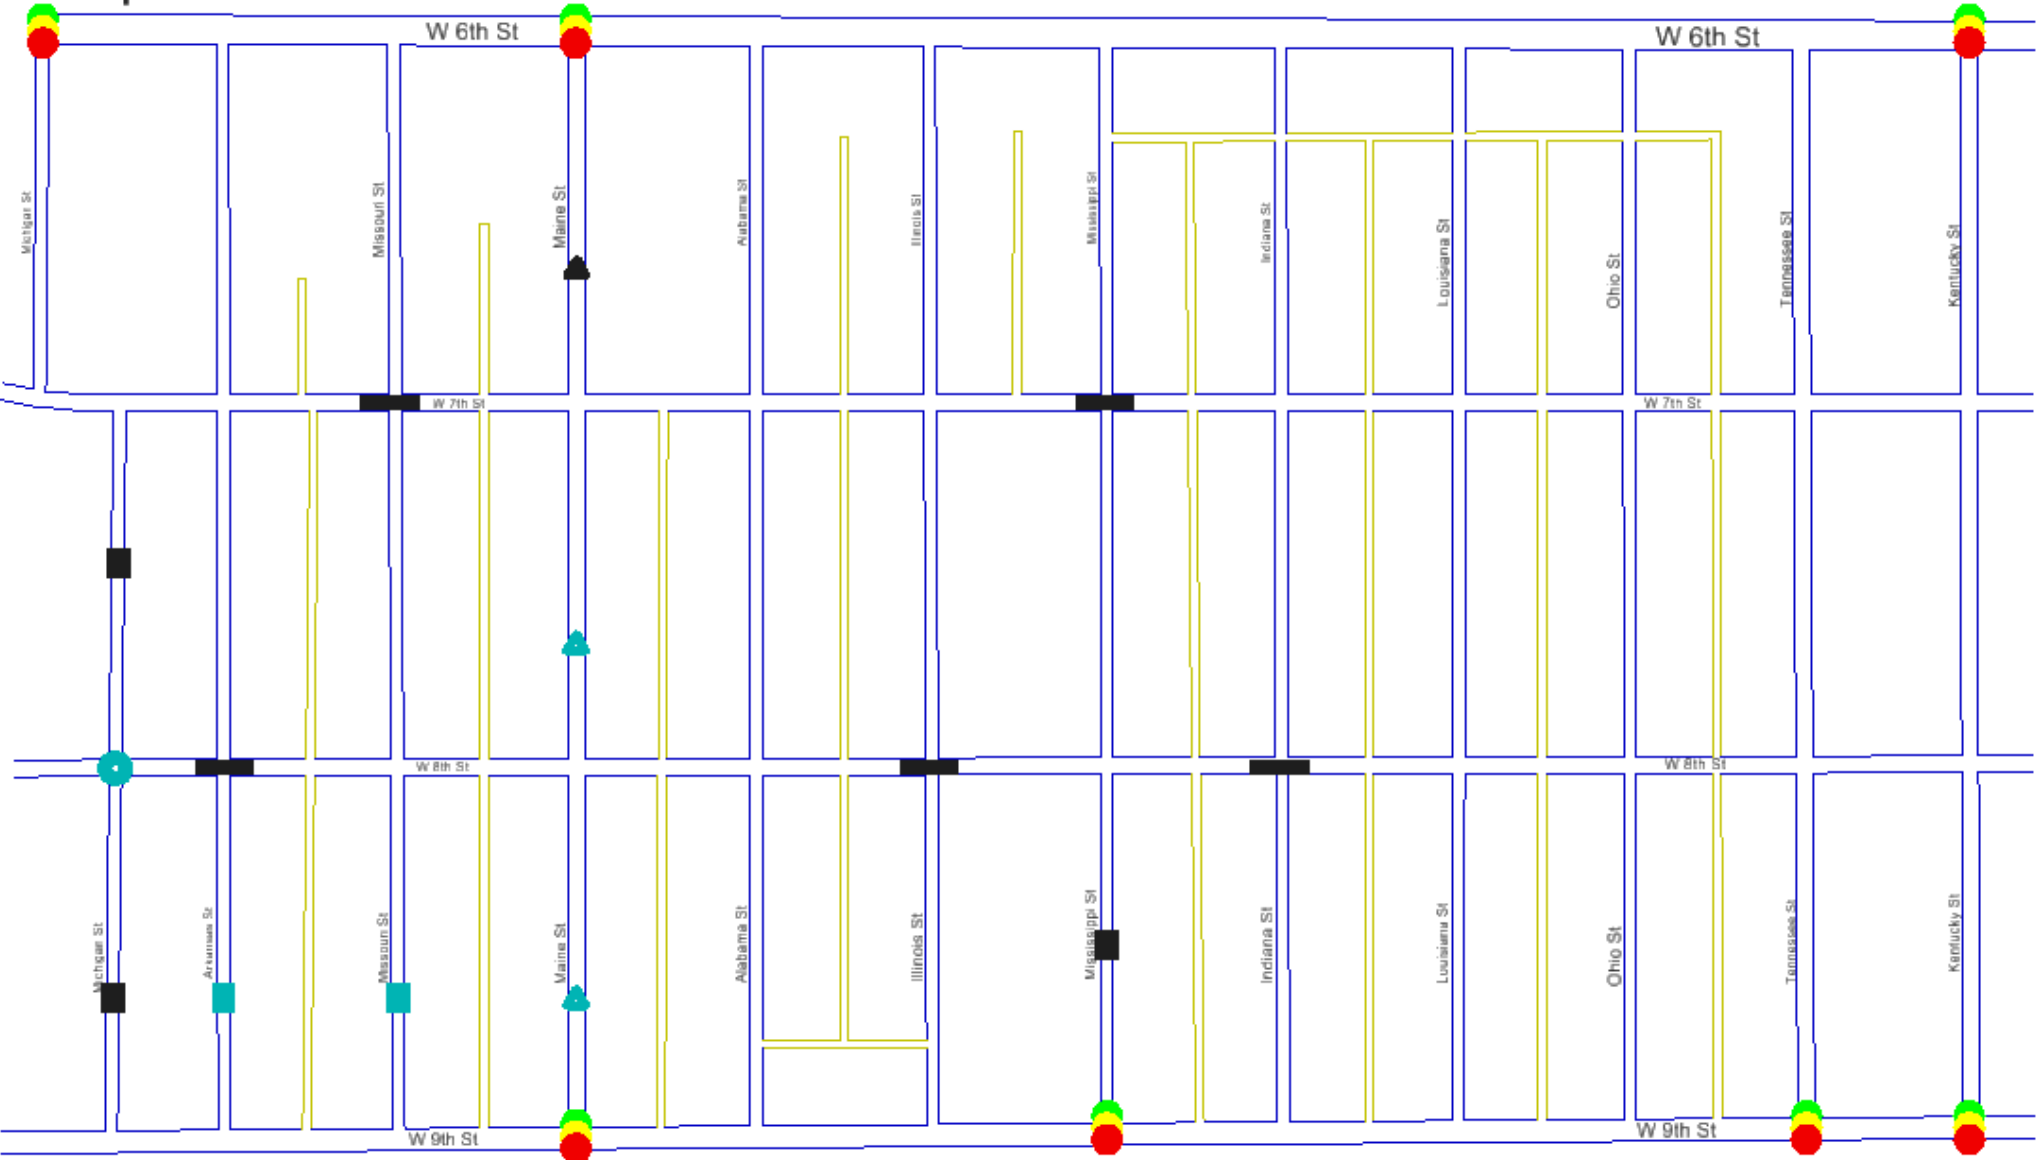 W 6th St
W 6th St
Michigan St
Missouri St
Maine St
Alabama St
Illinois St
Mississippi St
Indiana St
Louisiana St
Ohio St
Tennessee St
Kentucky St
W 7th St
W 7th St
W 8th St
W 8th St
Michigan St
Arkansas St
Missouri St
Maine St
Alabama St
Illinois St
Mississippi St
Indiana St
Louisiana St
Ohio St
Tennessee St
Kentucky St
W 9th St
W 9th St